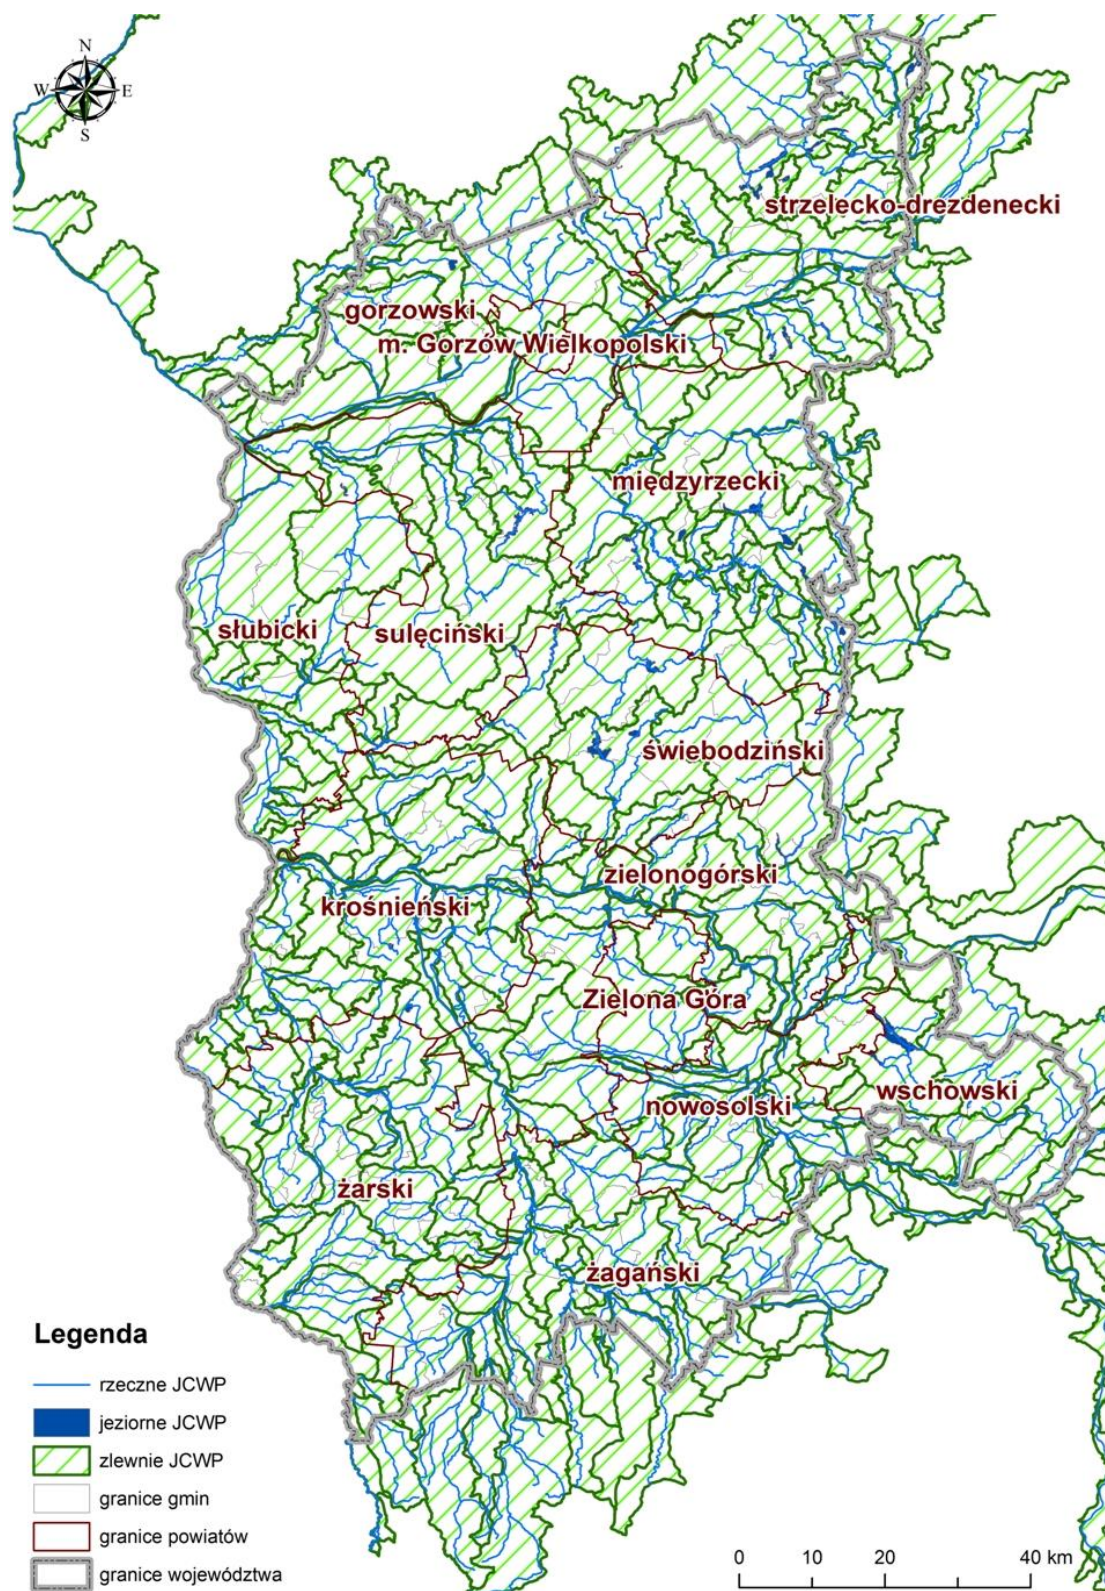 N
W E
S
strzelecko-drezdenecki
gorzowski
m. Gorzów Wielkopolski
międzyrzecki
słubicki
sulęciński
świebodziński
zielonogórski
krośnieński
Zielona Góra
wschowski
nowosolski
żarski
żagański
Legenda
rzeczne JCWP
jeziorne JCWP
zlewnie JCWP
granice gmin
granice powiatów
granice województwa
0 10 20 40 km